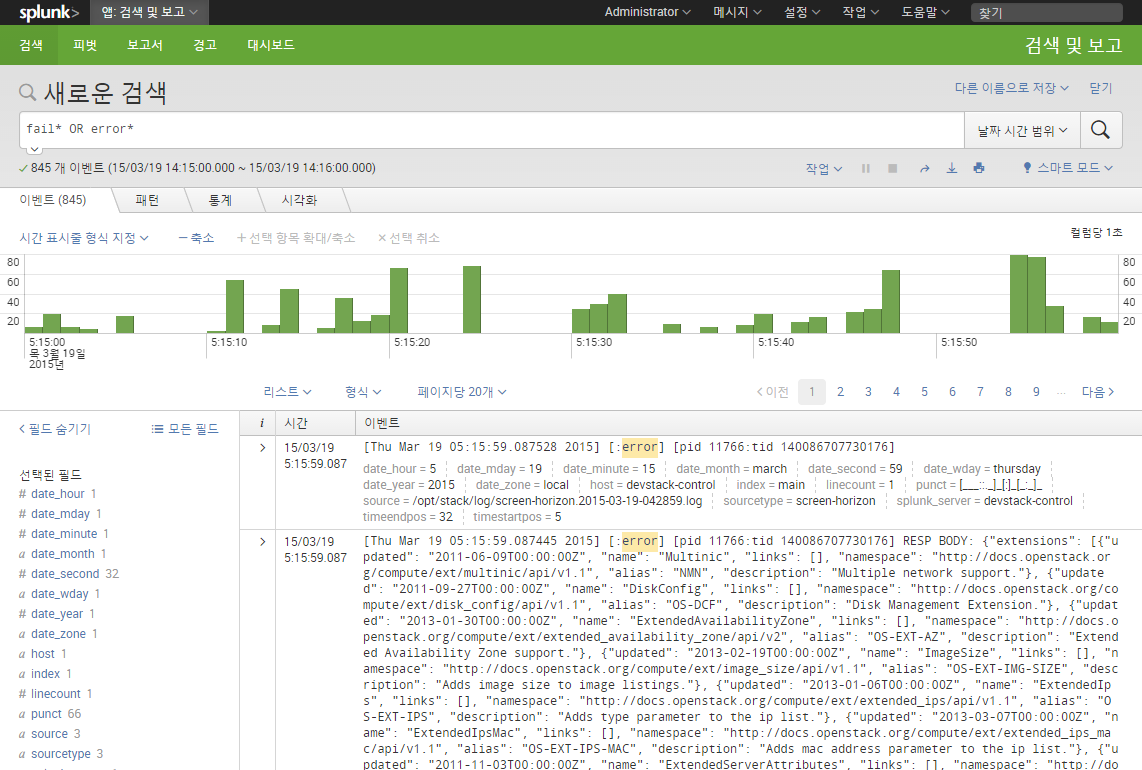 splunk> 앱: 검색 및 보고 Administrator 메시지 설정 작업 도움말 찾기
검색 피벗 보고서 경고 대시보드 검색 및 보고
새로운 검색 다른 이름으로 저장 닫기
fail* OR error* 날짜 시간 범위
845 개 이벤트 (15/03/19 14:15:00.000 ~ 15/03/19 14:16:00.000) 작업 스마트 모드
이벤트 (845) 패턴 통계 시각화
시간 표시줄 형식 지정 − 축소 + 선택 항목 확대/축소 × 선택 취소 컬럼당 1초
80 80
60 60
40 40
20 20
5:15:00 5:15:10 5:15:20 5:15:30 5:15:40 5:15:50
목 3월 19일
2015년
리스트 형식 페이지당 20개 이전 1 2 3 4 5 6 7 8 9 ... 다음
필드 숨기기 모든 필드
선택된 필드
# date_hour 1
# date_mday 1
# date_minute 1
a date_month 1
# date_second 32
a date_wday 1
# date_year 1
a date_zone 1
a host 1
a index 1
# linecount 1
a punct 66
a source 3
a sourcetype 3
i 시간 이벤트
15/03/19
5:15:59.087
[Thu Mar 19 05:15:59.087528 2015] [:error] [pid 11766:tid 140086707730176]
date_hour = 5 date_mday = 19 date_minute = 15 date_month = march date_second = 59 date_wday = thursday
date_year = 2015 date_zone = local host = devstack-control index = main linecount = 1 punct = [___::._]_[:]_[_:_]_
source = /opt/stack/log/screen-horizon.2015-03-19-042859.log sourcetype = screen-horizon splunk_server = devstack-control
timeendpos = 32 timestartpos = 5
15/03/19
5:15:59.087
[Thu Mar 19 05:15:59.087445 2015] [:error] [pid 11766:tid 140086707730176] RESP BODY: {"extensions": [{"u
pdated": "2011-06-09T00:00:00Z", "name": "Multinic", "links": [], "namespace": "http://docs.openstack.or
g/compute/ext/multinic/api/v1.1", "alias": "NMN", "description": "Multiple network support."}, {"update
d": "2011-09-27T00:00:00Z", "name": "DiskConfig", "links": [], "namespace": "http://docs.openstack.org/co
mpute/ext/disk_config/api/v1.1", "alias": "OS-DCF", "description": "Disk Management Extension."}, {"updat
ed": "2013-01-30T00:00:00Z", "name": "ExtendedAvailabilityZone", "links": [], "namespace": "http://docs.o
penstack.org/compute/ext/extended_availability_zone/api/v2", "alias": "OS-EXT-AZ", "description": "Extend
ed Availability Zone support."}, {"updated": "2013-02-19T00:00:00Z", "name": "ImageSize", "links": [], "n
amespace": "http://docs.openstack.org/compute/ext/image_size/api/v1.1", "alias": "OS-EXT-IMG-SIZE", "desc
ription": "Adds image size to image listings."}, {"updated": "2013-01-06T00:00:00Z", "name": "ExtendedIp
s", "links": [], "namespace": "http://docs.openstack.org/compute/ext/extended_ips/api/v1.1", "alias": "O
S-EXT-IPS", "description": "Adds type parameter to the ip list."}, {"updated": "2013-03-07T00:00:00Z", "n
ame": "ExtendedIpsMac", "links": [], "namespace": "http://docs.openstack.org/compute/ext/extended_ips_ma
c/api/v1.1", "alias": "OS-EXT-IPS-MAC", "description": "Adds mac address parameter to the ip list."}, {"u
pdated": "2011-11-03T00:00:00Z", "name": "ExtendedServerAttributes", "links": [], "namespace": "http://do